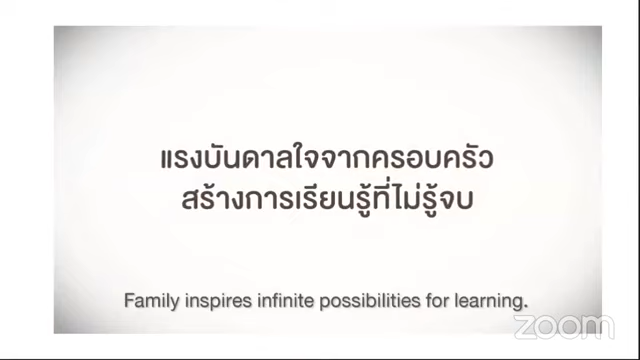 แรงบันดาลใจจากครอบครัว
สร้างการเรียนรู้ที่ไม่รู้จบ
Family inspires infinite possibilities for learning.
zoom